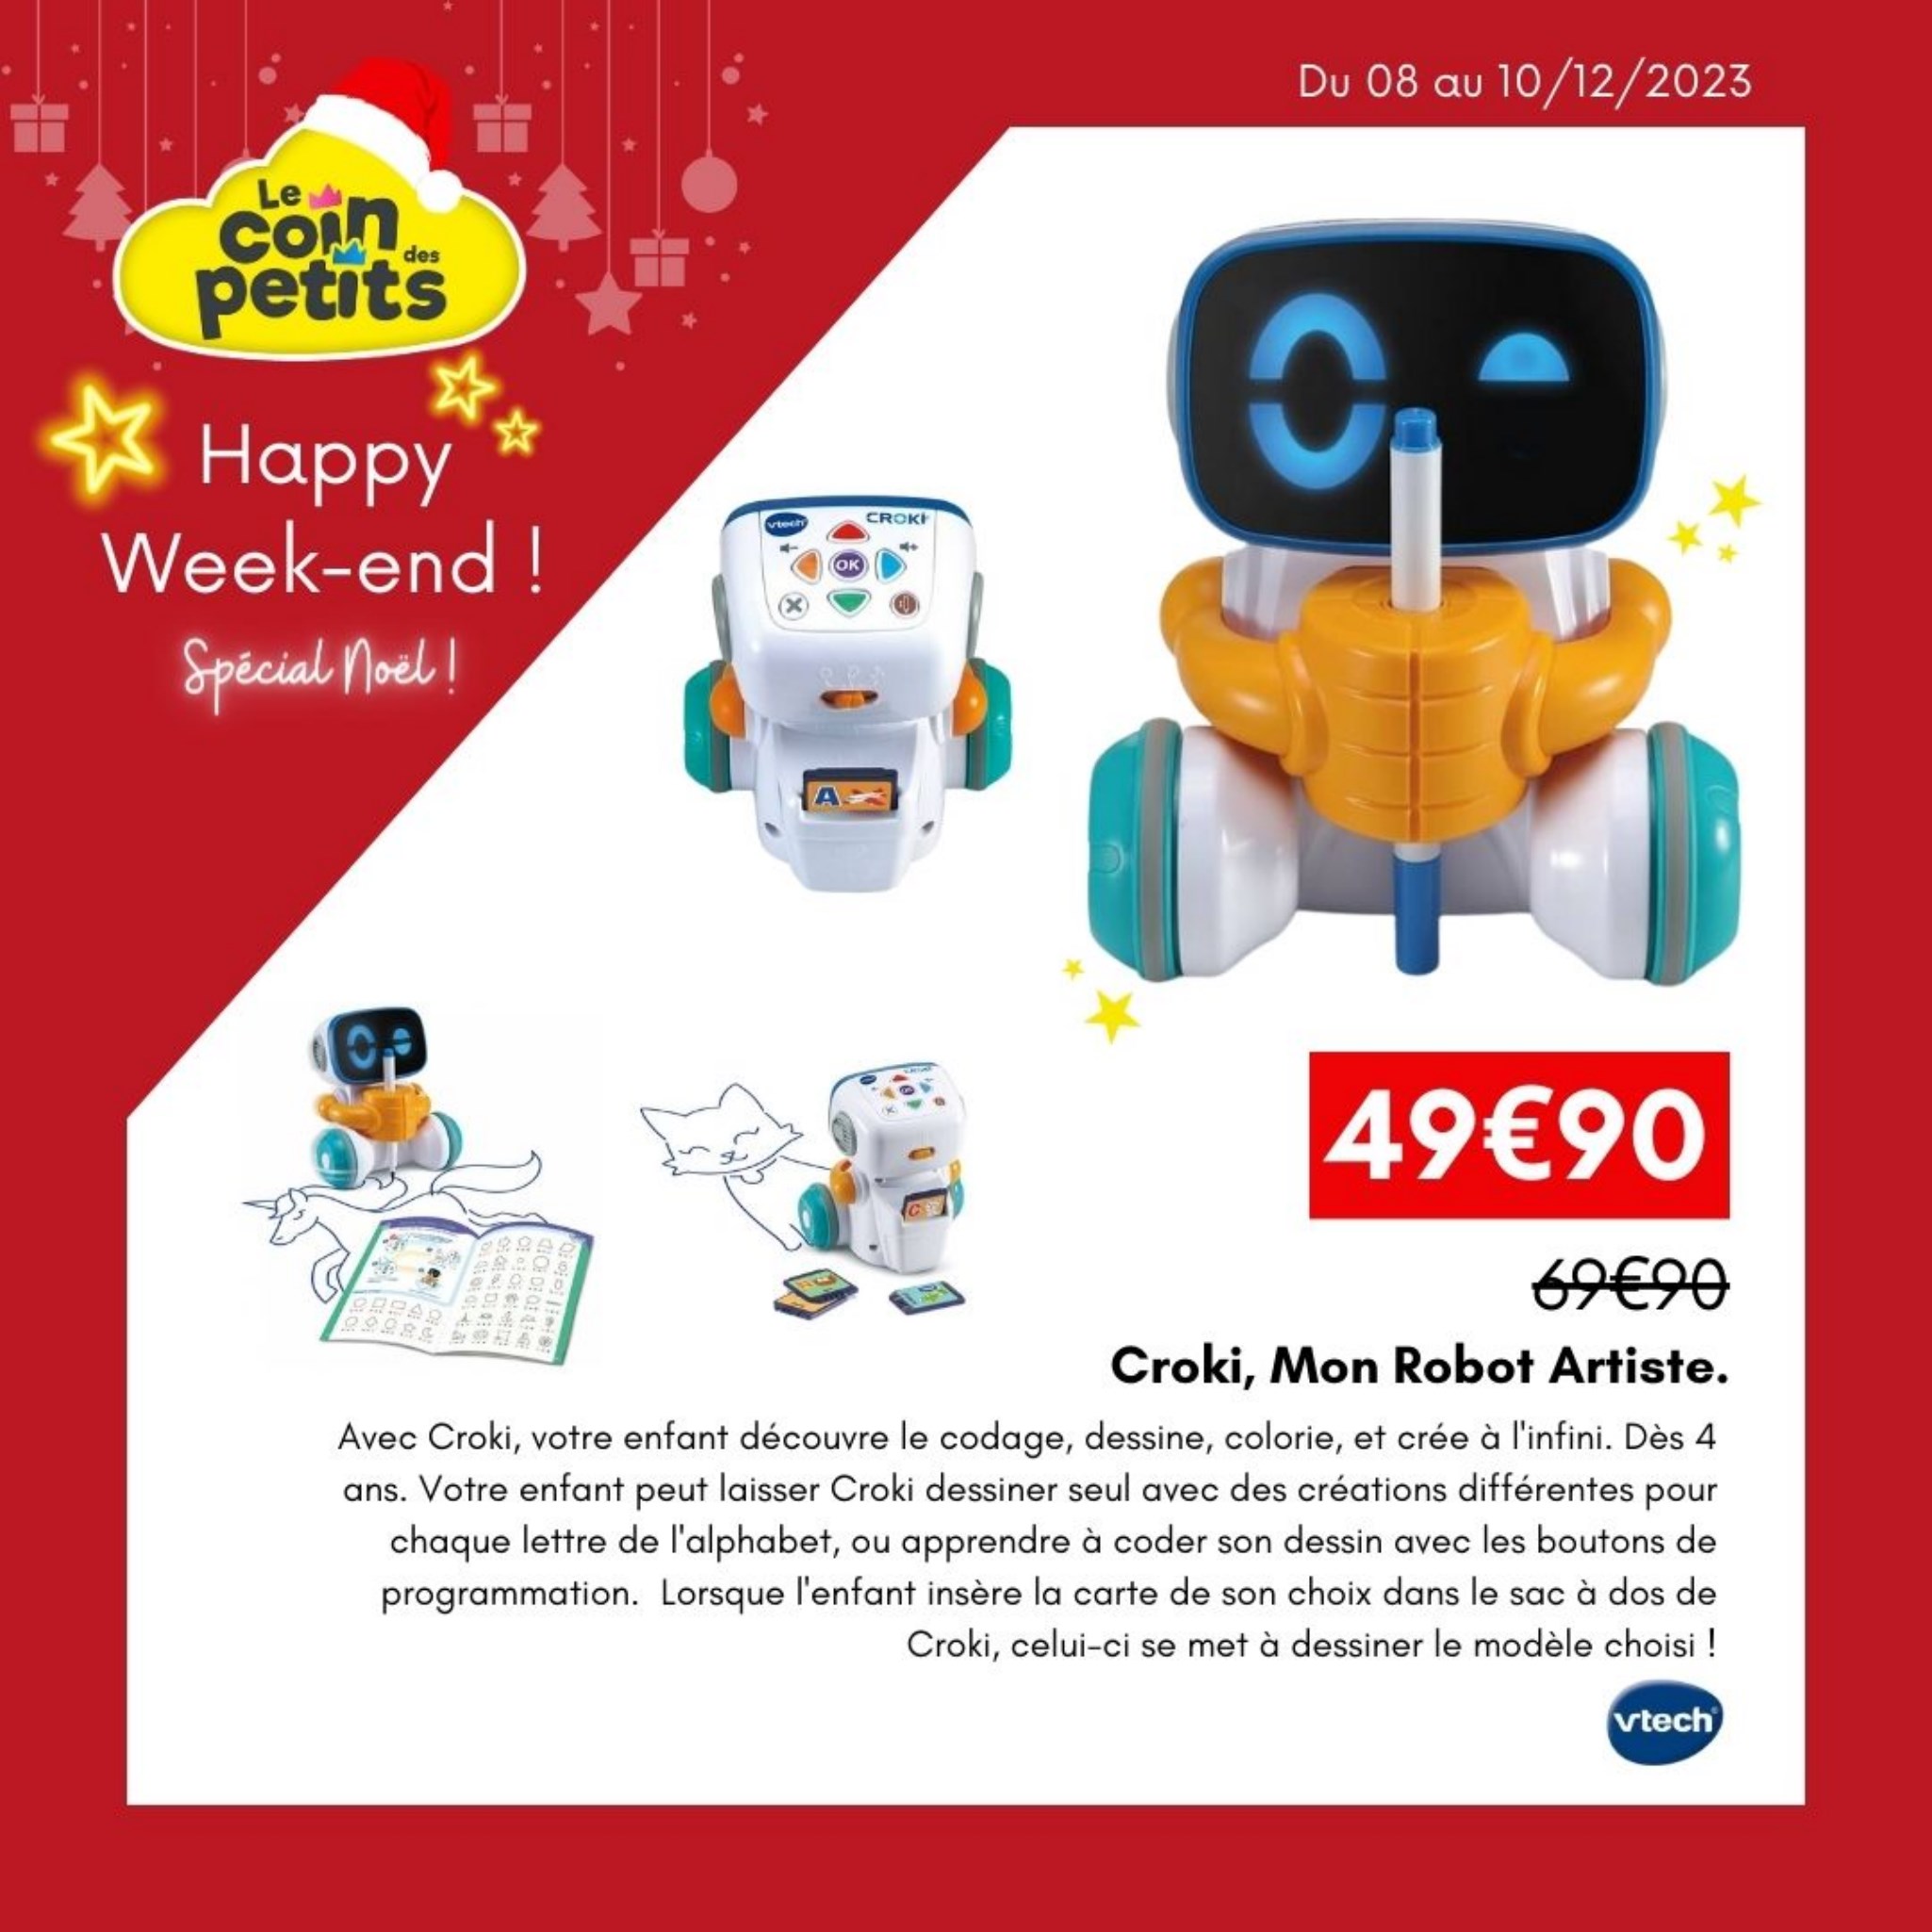 Du 08 au 10/12/2023
Le
coin
des
petits
Happy
Week-end !
Spécial Noël !
vtech
CROKI
OK
A
49€90
69€90
Croki, Mon Robot Artiste.
Avec Croki, votre enfant découvre le codage, dessine, colorie, et crée à l'infini. Dès 4
ans. Votre enfant peut laisser Croki dessiner seul avec des créations différentes pour
chaque lettre de l'alphabet, ou apprendre à coder son dessin avec les boutons de
programmation.  Lorsque l'enfant insère la carte de son choix dans le sac à dos de
Croki, celui-ci se met à dessiner le modèle choisi !
vtech